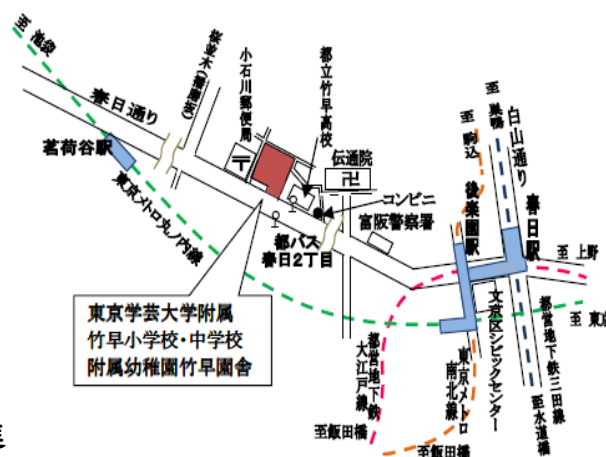 至 池袋
春日通り
桜並木(播磨坂)
小石川郵便局
都立竹早高校
伝通院
卍
〒
茗荷谷駅
東京メトロ丸ノ内線
コンビニ
富阪警察署
都バス
春日2丁目
至 駒込
至 巣鴨
白山通り
後楽園駅
春日駅
至 上野
至 東京
文京区シビックセンター
都営地下鉄三田線
至水道橋
東京メトロ
南北線
至飯田橋
都営地下鉄
大江戸線
至飯田橋
東京学芸大学附属
竹早小学校・中学校
附属幼稚園竹早園舎